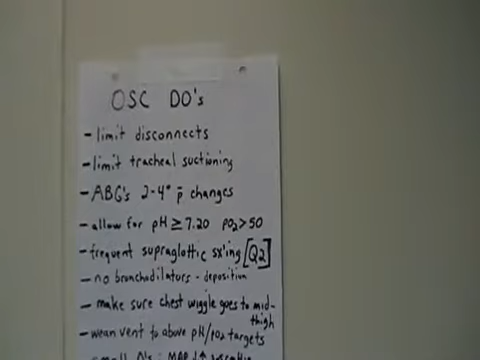 OSC DO's
- limit disconnects
- limit tracheal suctioning
- ABG's 2-4° p̄ changes
- allow for pH ≥ 7.20 pO₂ > 50
- frequent supraglottic sx'ing [Q2]
- no bronchodilators - deposition
- make sure chest wiggle goes to mid-
thigh
- wean vent to above pH/pO₂ targets
- small Δ's : MAP ↓↑